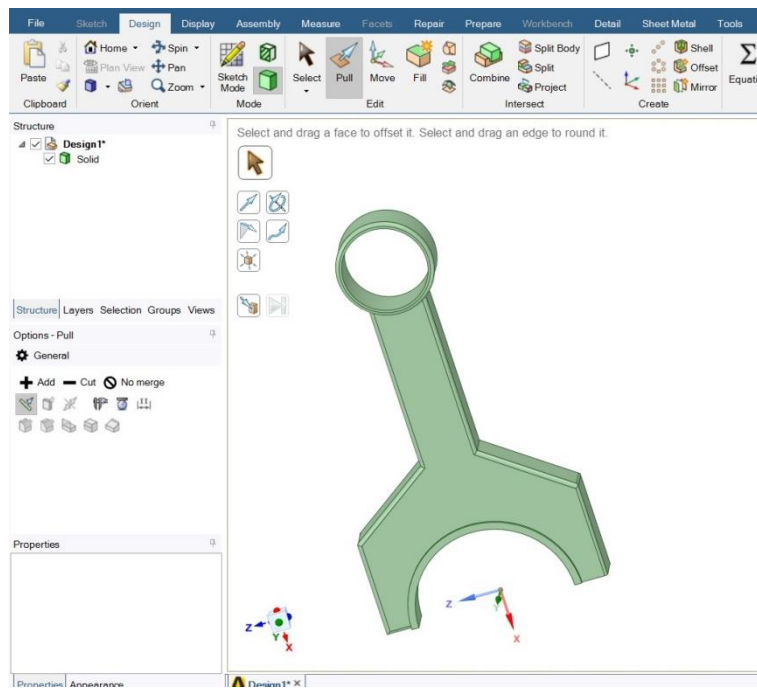 File Sketch Design Display Assembly Measure Facets Repair Prepare Workbench Detail Sheet Metal Tools
Home Spin Split Body Shell
Plan View Pan Split Offset
Paste Zoom Sketch Mode Select Pull Move Fill Combine Project Mirror
Clipboard Orient Mode Edit Intersect Create
Structure
Design1*
Solid
Structure Layers Selection Groups Views
Options - Pull
General
Add Cut No merge
Properties
Properties Appearance
Select and drag a face to offset it. Select and drag an edge to round it.
Z Y X
Z Y X
Design1*